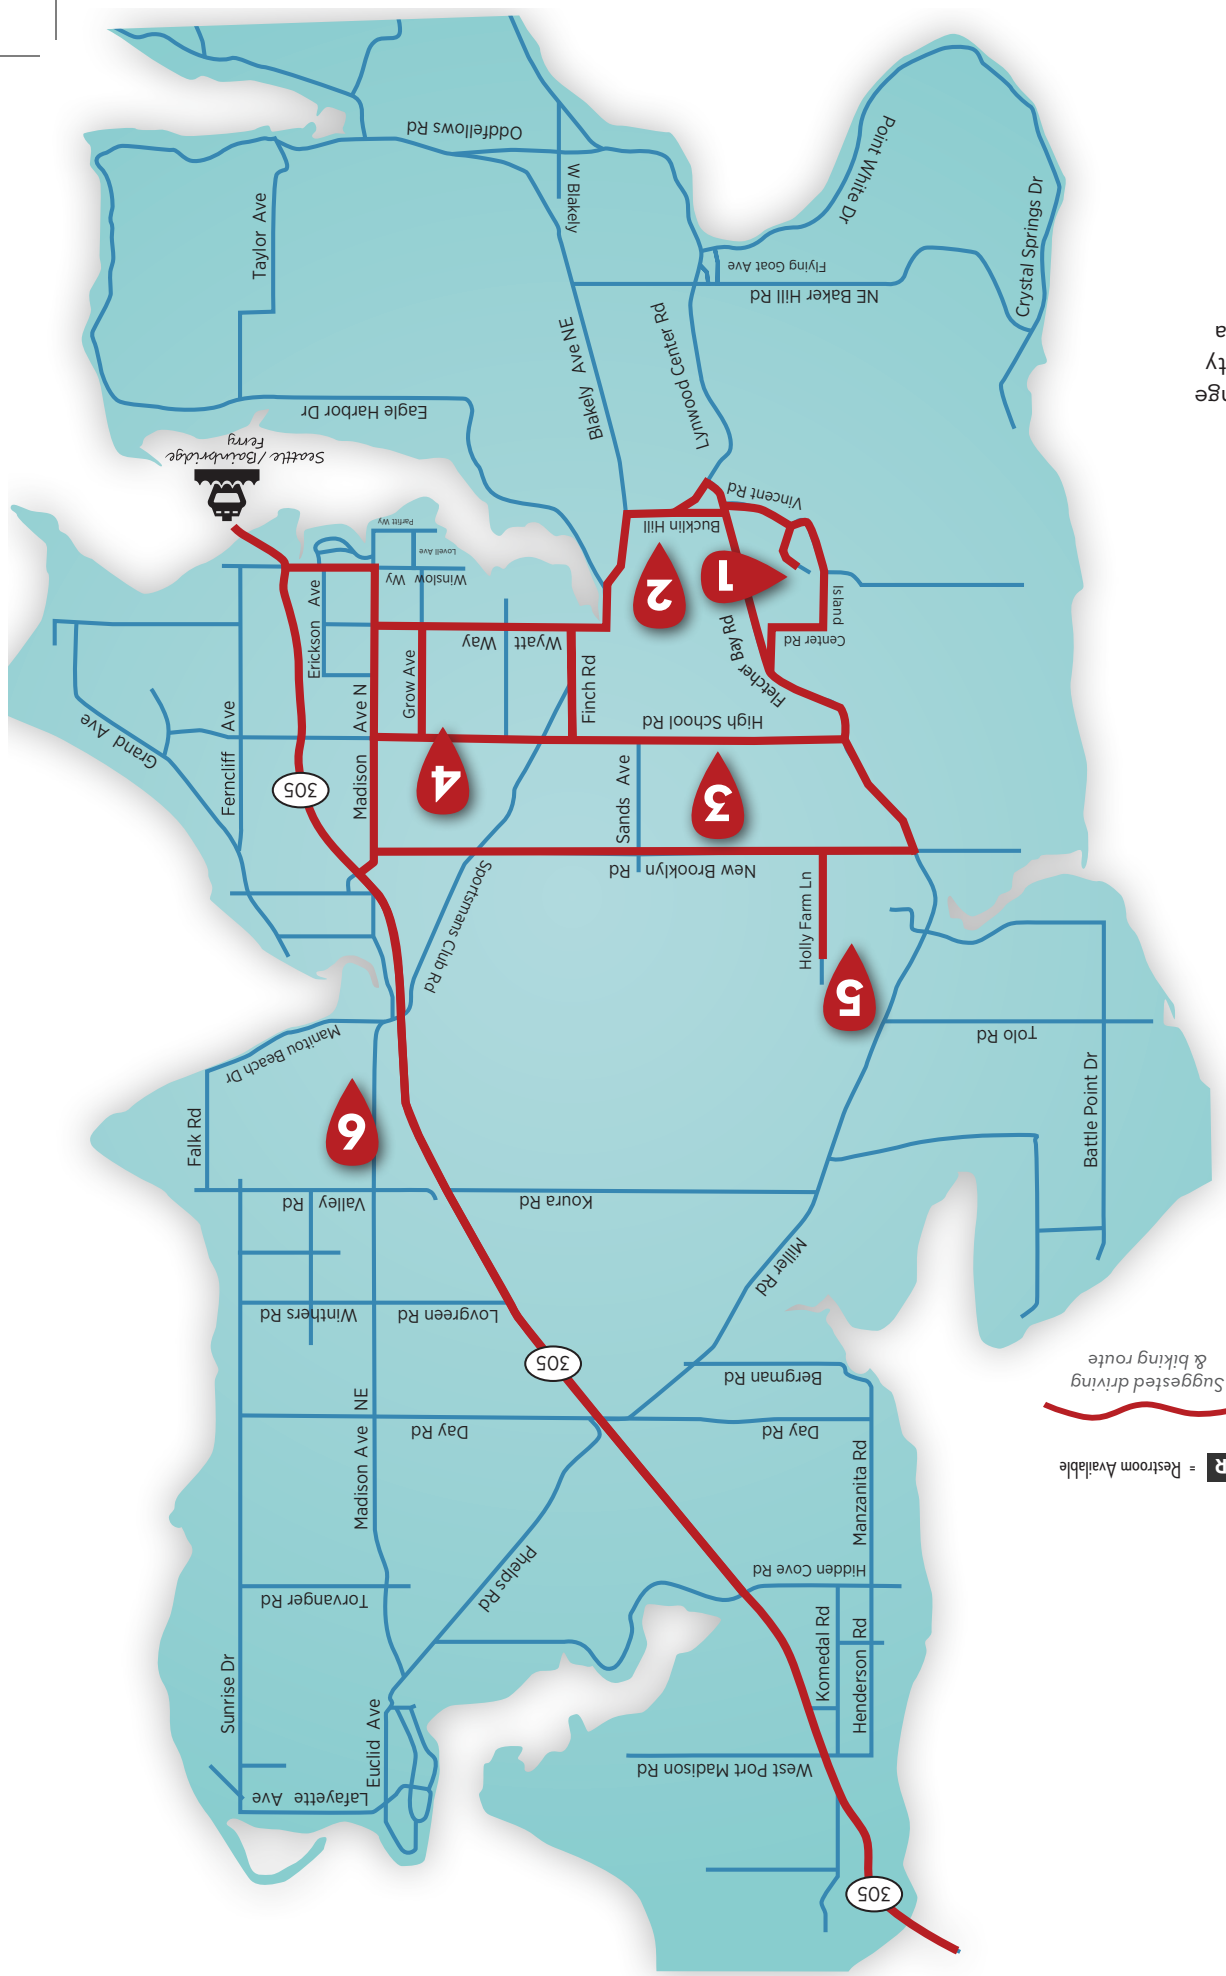 305
Lafayette Ave
West Port Madison Rd
Euclid Ave
Sunrise Dr
Henderson Rd
Komedal Rd
Torvanger Rd
Phelps Rd
Hidden Cove Rd
Manzanita Rd
R = Restroom Available
Suggested driving
& biking route
Day Rd
Day Rd
Madison Ave NE
Bergman Rd
305
Winthers Rd
Lovgreen Rd
Miller Rd
Valley Rd
Koura Rd
Falk Rd
Battle Point Dr
6
Manitou Beach Dr
Tolo Rd
5
Holly Farm Ln
Sportsmans Club Rd
New Brooklyn Rd
3
4
305
Sands Ave
Madison Ave N
Ferncliff Ave
Grand Ave
High School Rd
Finch Rd
Grow Ave
Erickson Ave
Wyatt Way
Fletcher Bay Rd
Center Rd
Island
1
2
Winslow Wy
Lovell Ave
Parfitt Wy
Bucklin Hill
Vincent Rd
Seattle/Bainbridge
Ferry
Eagle Harbor Dr
Blakely Ave NE
Lynwood Center Rd
nge
ty
a
NE Baker Hill Rd
Flying Goat Ave
Crystal Springs Dr
Point White Dr
Taylor Ave
W Blakely
Oddfellows Rd